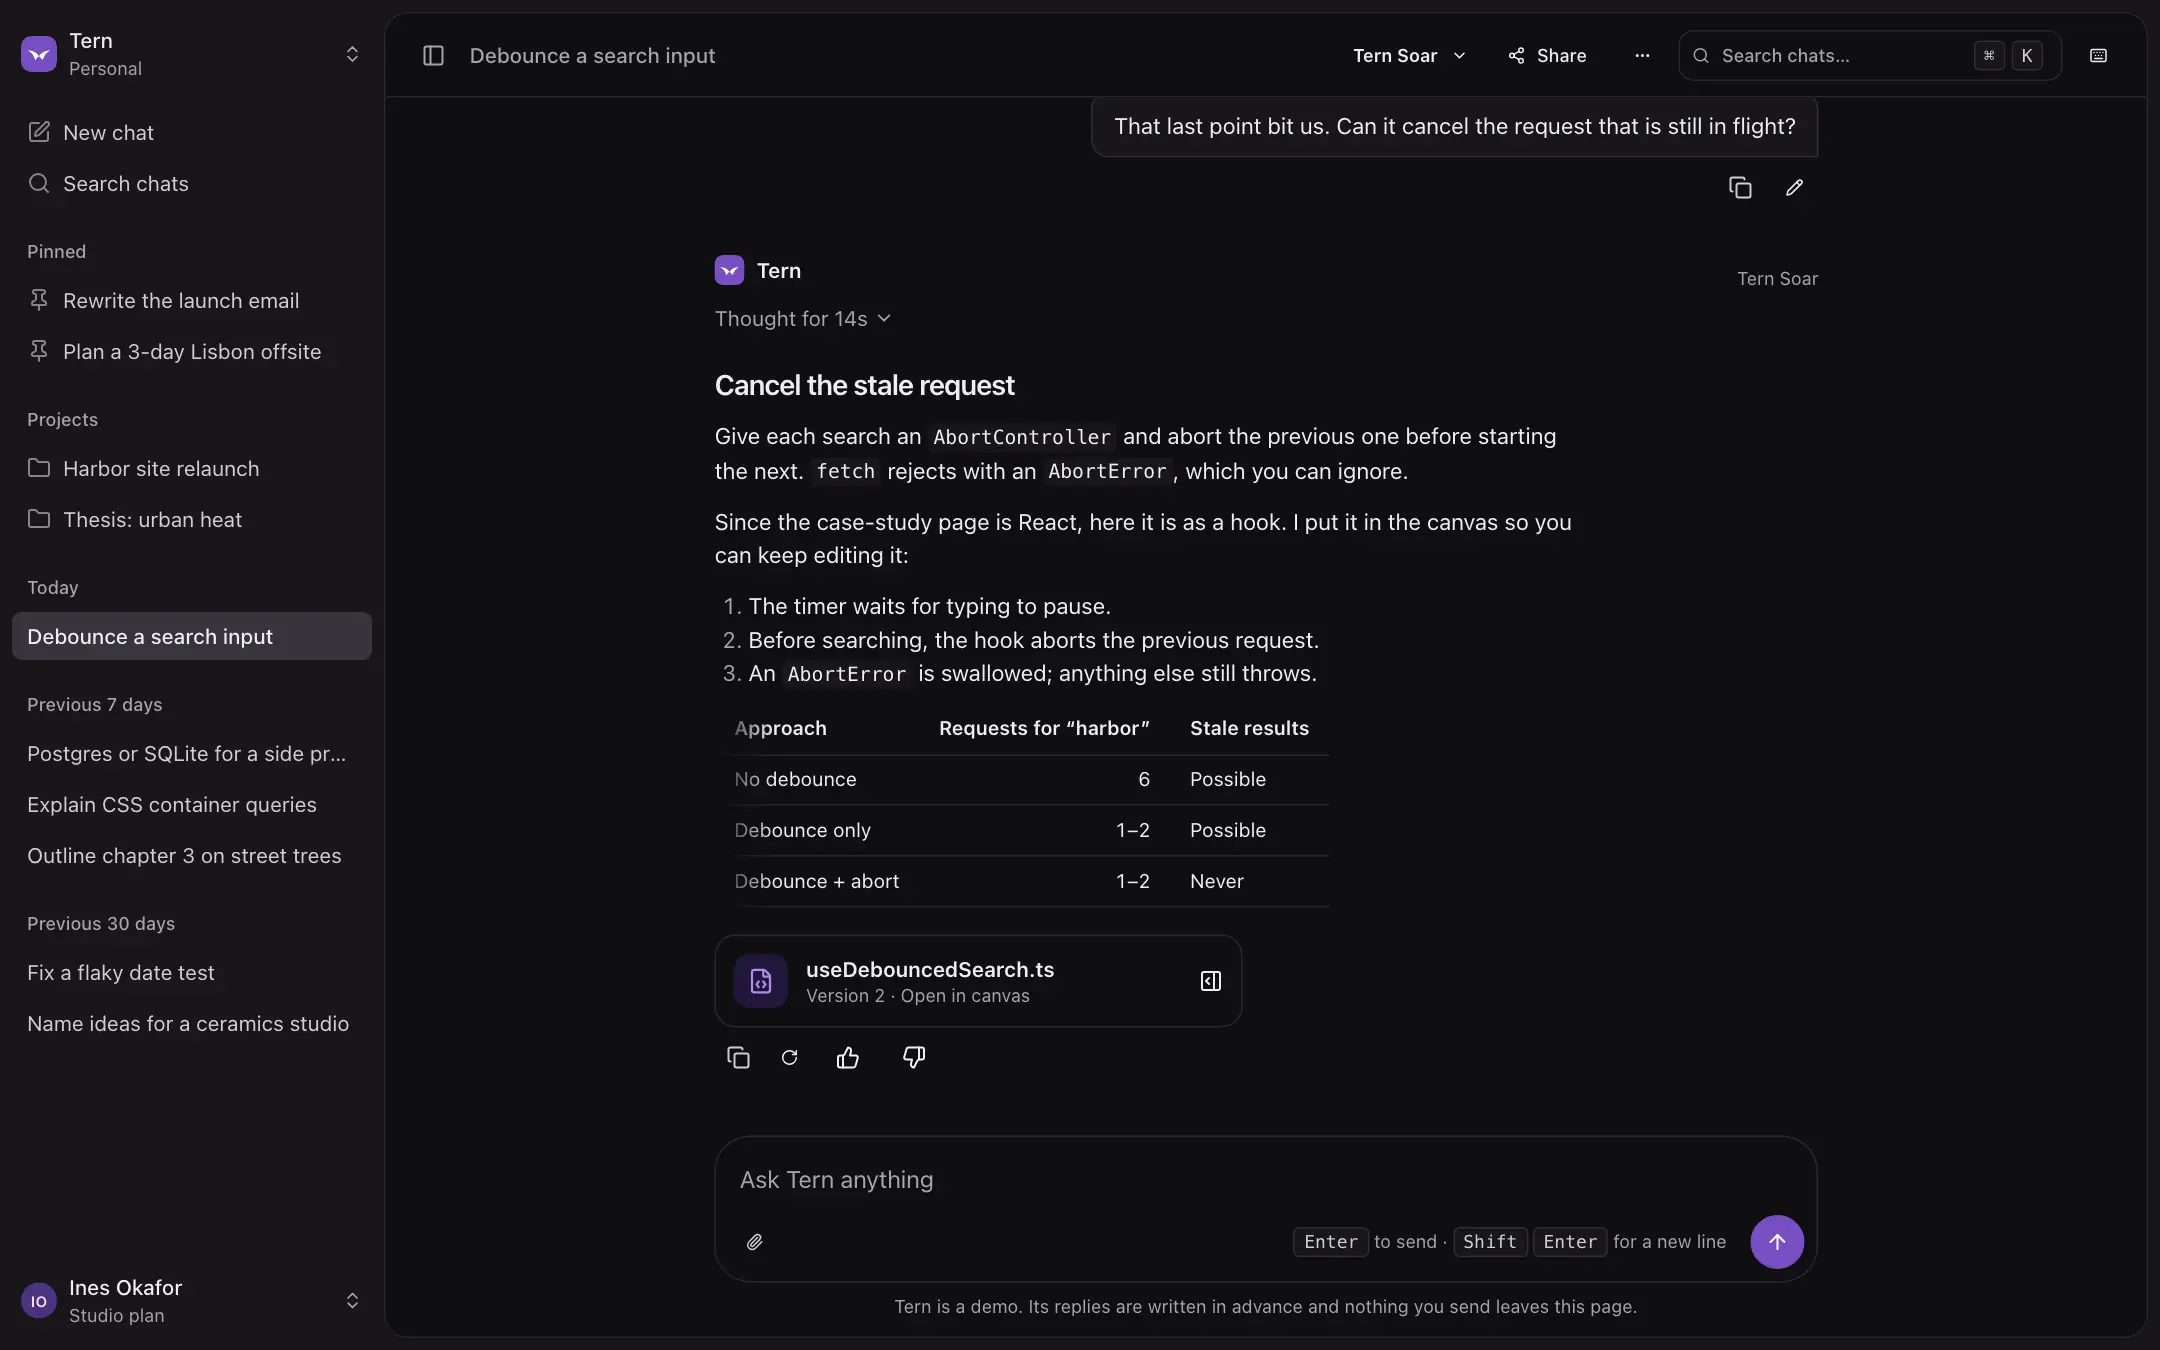 Tern
Personal
New chat
Search chats
Pinned
Rewrite the launch email
Plan a 3-day Lisbon offsite
Projects
Harbor site relaunch
Thesis: urban heat
Today
Debounce a search input
Previous 7 days
Postgres or SQLite for a side pr...
Explain CSS container queries
Outline chapter 3 on street trees
Previous 30 days
Fix a flaky date test
Name ideas for a ceramics studio
IO
Ines Okafor
Studio plan
Debounce a search input
Tern Soar
Share
Search chats...
⌘ K
That last point bit us. Can it cancel the request that is still in flight?
Tern
Tern Soar
Thought for 14s
Cancel the stale request
Give each search an AbortController and abort the previous one before starting
the next. fetch rejects with an AbortError, which you can ignore.
Since the case-study page is React, here it is as a hook. I put it in the canvas so you
can keep editing it:
1. The timer waits for typing to pause.
2. Before searching, the hook aborts the previous request.
3. An AbortError is swallowed; anything else still throws.
Approach Requests for “harbor” Stale results
No debounce 6 Possible
Debounce only 1–2 Possible
Debounce + abort 1–2 Never
useDebouncedSearch.ts
Version 2 · Open in canvas
Ask Tern anything
Enter to send · Shift Enter for a new line
Tern is a demo. Its replies are written in advance and nothing you send leaves this page.